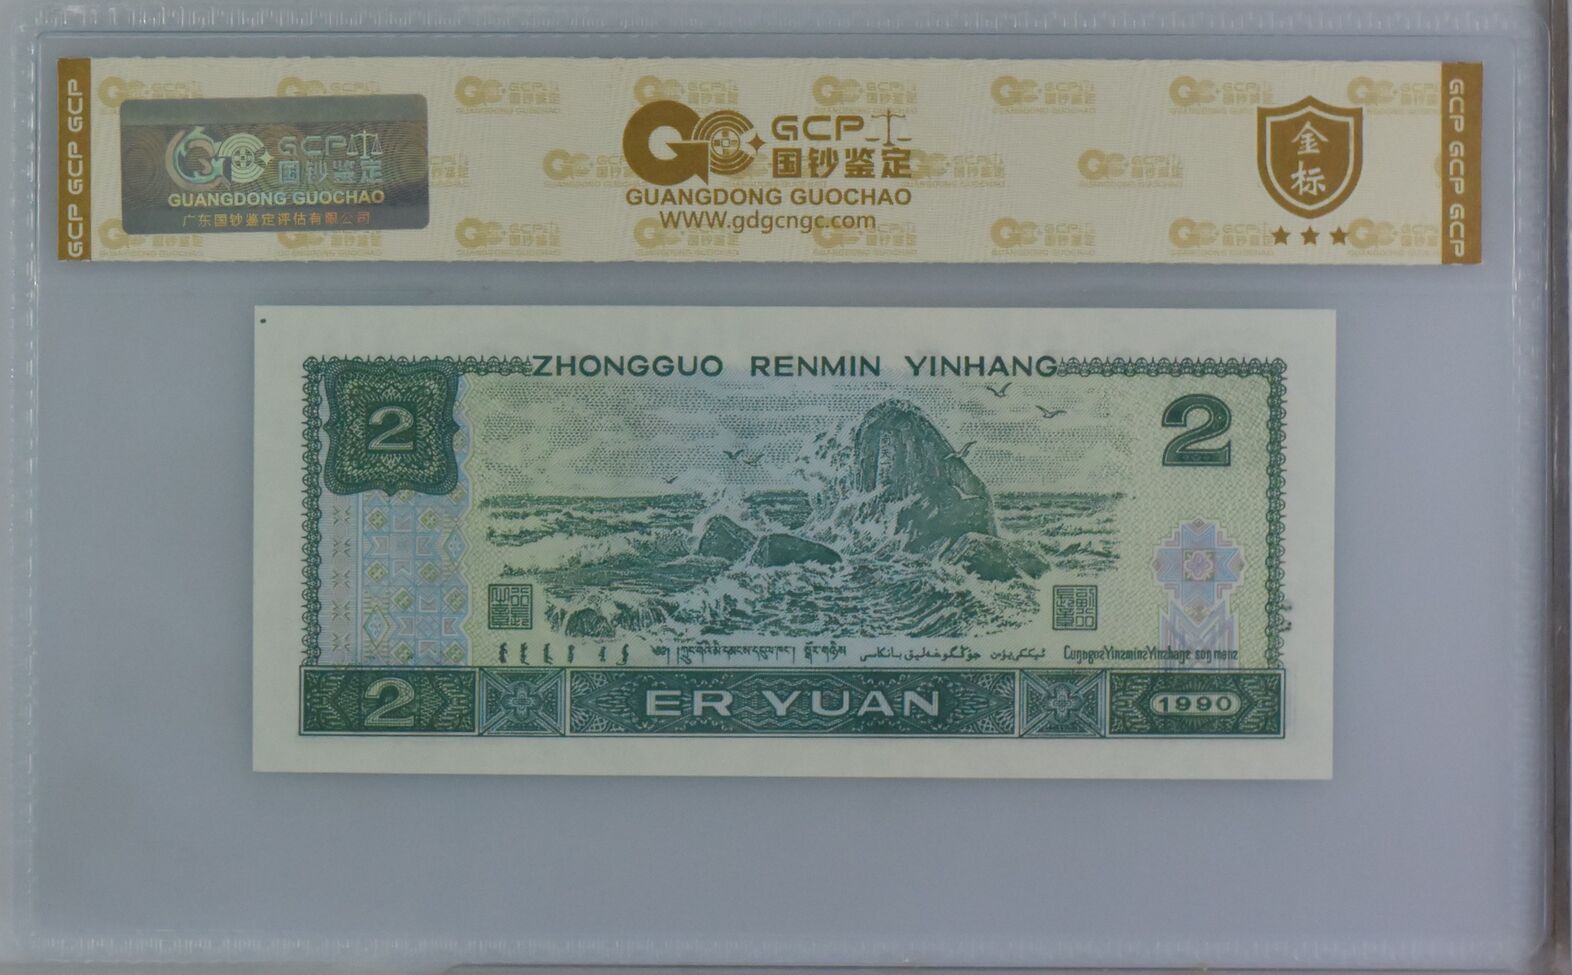 GCP GCP GCP
GCP
国钞鉴定
GUANGDONG GUOCHAO
广东国钞鉴定评估有限公司
GCP
国钞鉴定
GUANGDONG GUOCHAO
WWW.gdgcngc.com
金标
GCP GCP GCP
ZHONGGUO RENMIN YINHANG
2
2
2
ER YUAN
1990